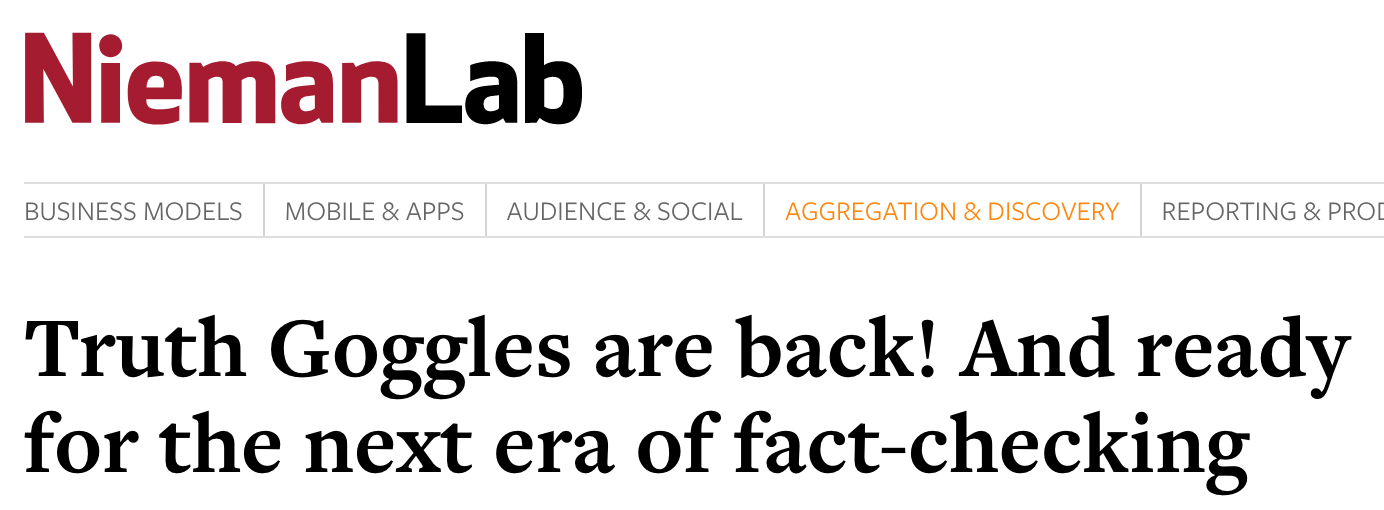 NiemanLab
BUSINESS MODELS MOBILE & APPS AUDIENCE & SOCIAL AGGREGATION & DISCOVERY REPORTING &
Truth Goggles are back! And ready
for the next era of fact-checking